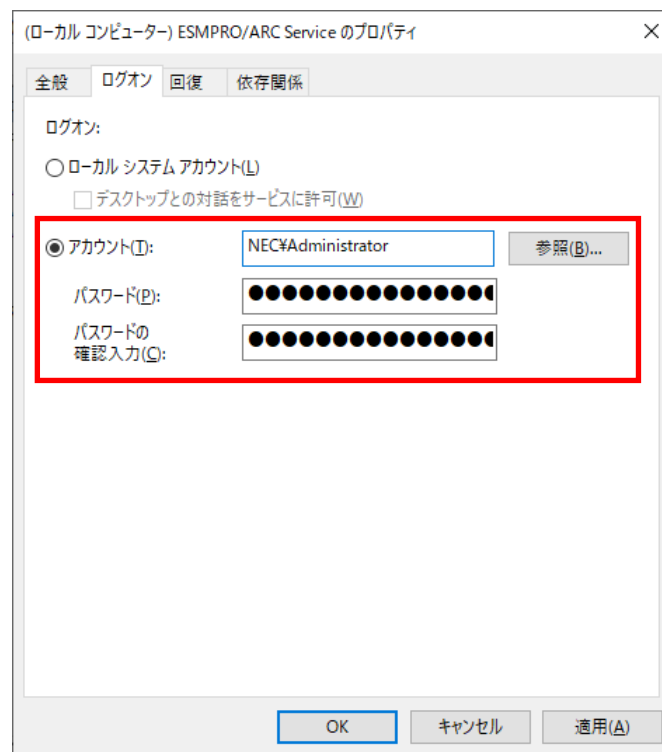 (ローカル コンピューター) ESMPRO/ARC Service のプロパティ
全般 ログオン 回復 依存関係
ログオン:
ローカル システム アカウント(L)
デスクトップとの対話をサービスに許可(W)
アカウント(T): NEC¥Administrator 参照(B)...
パスワード(P): ●●●●●●●●●●●●●●●
パスワードの
確認入力(C): ●●●●●●●●●●●●●●●
OK キャンセル 適用(A)